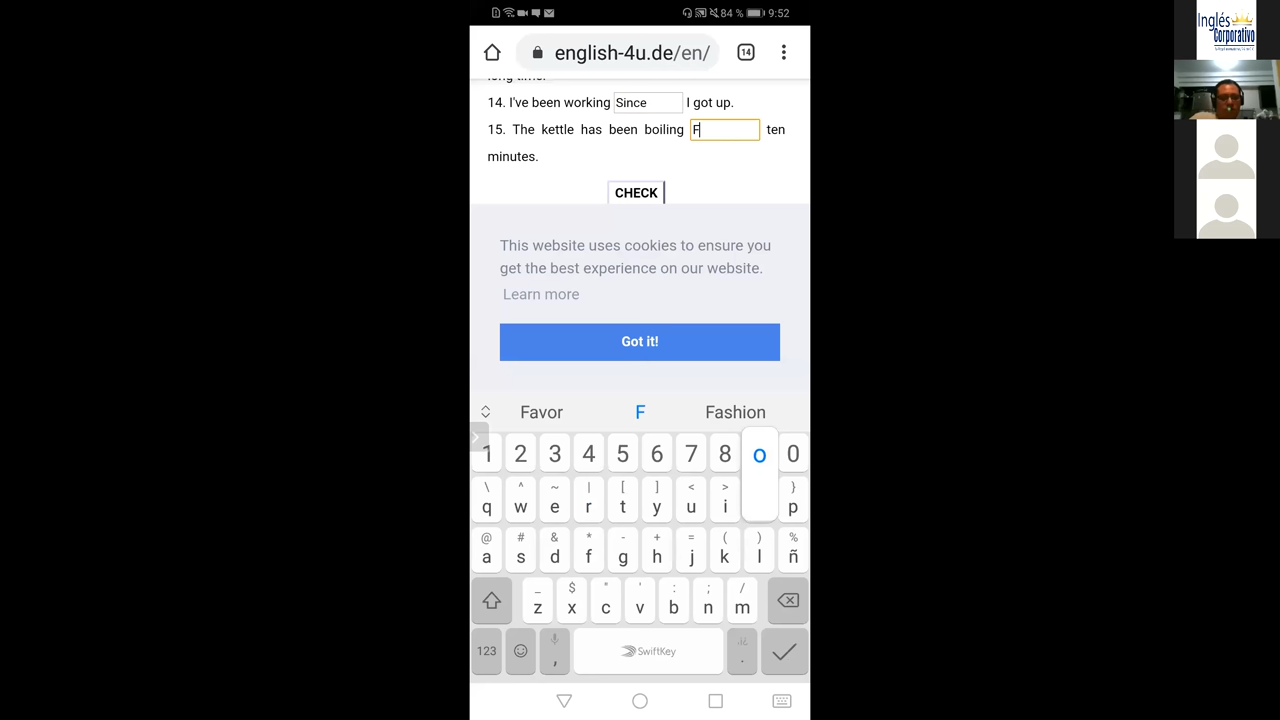 84 % 9:52
english-4u.de/en/ 14
long time.
14. I've been working Since I got up.
15. The kettle has been boiling F ten
minutes.
CHECK
This website uses cookies to ensure you
get the best experience on our website.
Learn more
Got it!
Favor F Fashion
1 2 3 4 5 6 7 8 o 0
\ ^ ~ | [ ] < > }
q w e r t y u i p
@ # & * - + = ( ) %
a s d f g h j k l ñ
_ $ " ' : ; /
z x c v b n m
123 , SwiftKey .
Inglés
Corporativo